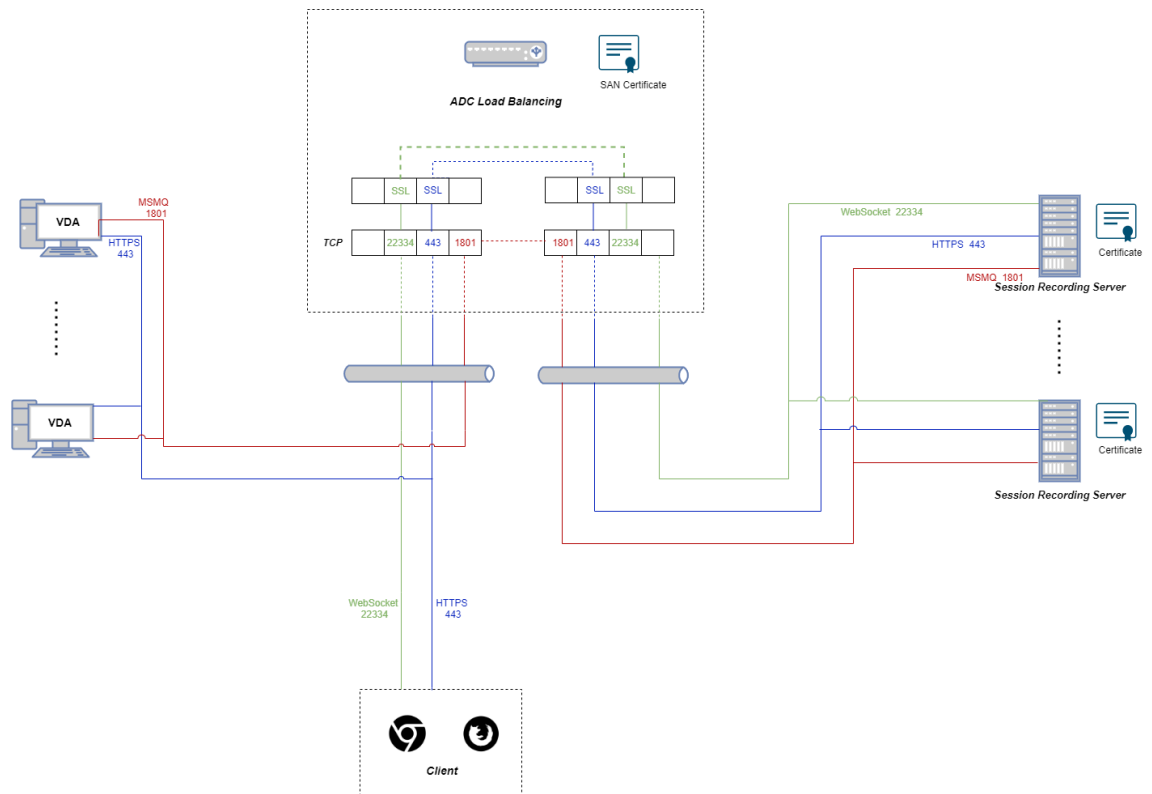 SAN Certificate
ADC Load Balancing
SSL
SSL
SSL
SSL
TCP
22334
443
1801
1801
443
22334
VDA
MSMQ
1801
HTTPS
443
VDA
WebSocket 22334
HTTPS 443
MSMQ 1801
Certificate
Session Recording Server
Certificate
Session Recording Server
WebSocket
22334
HTTPS
443
Client